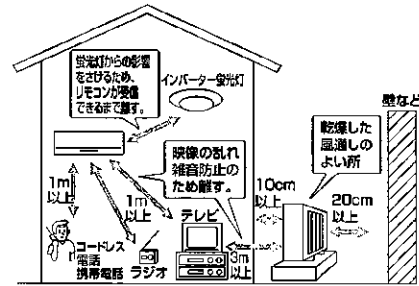 蛍光灯からの影響
をさけるため、
リモコンが受信
できるまで離す。
インバーター蛍光灯
壁など
乾燥した
風通しの
よい所
映像の乱れ
雑音防止の
ため離す。
1m
以上
1m
以上
10cm
以上
20cm
以上
テレビ
コードレス
電話
携帯電話
ラジオ
3m
以上